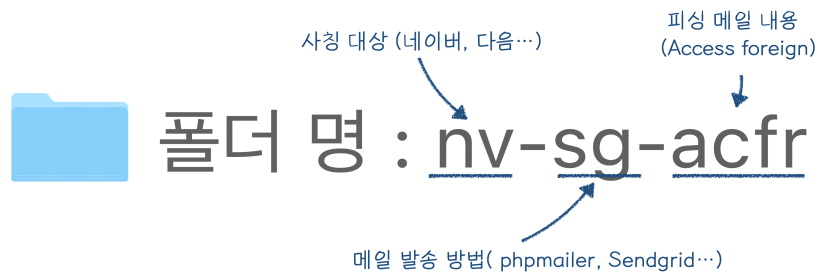 피싱 메일 내용
(Access foreign)
사칭 대상 (네이버, 다음…)
폴더 명 : nv-sg-acfr
메일 발송 방법( phpmailer, Sendgrid…)